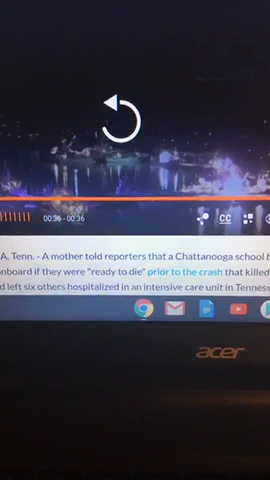 00:36 - 00:36
CC
A, Tenn. - A mother told reporters that a Chattanooga school b
onboard if they were "ready to die" prior to the crash that killed
d left six others hospitalized in an intensive care unit in Tenness
acer